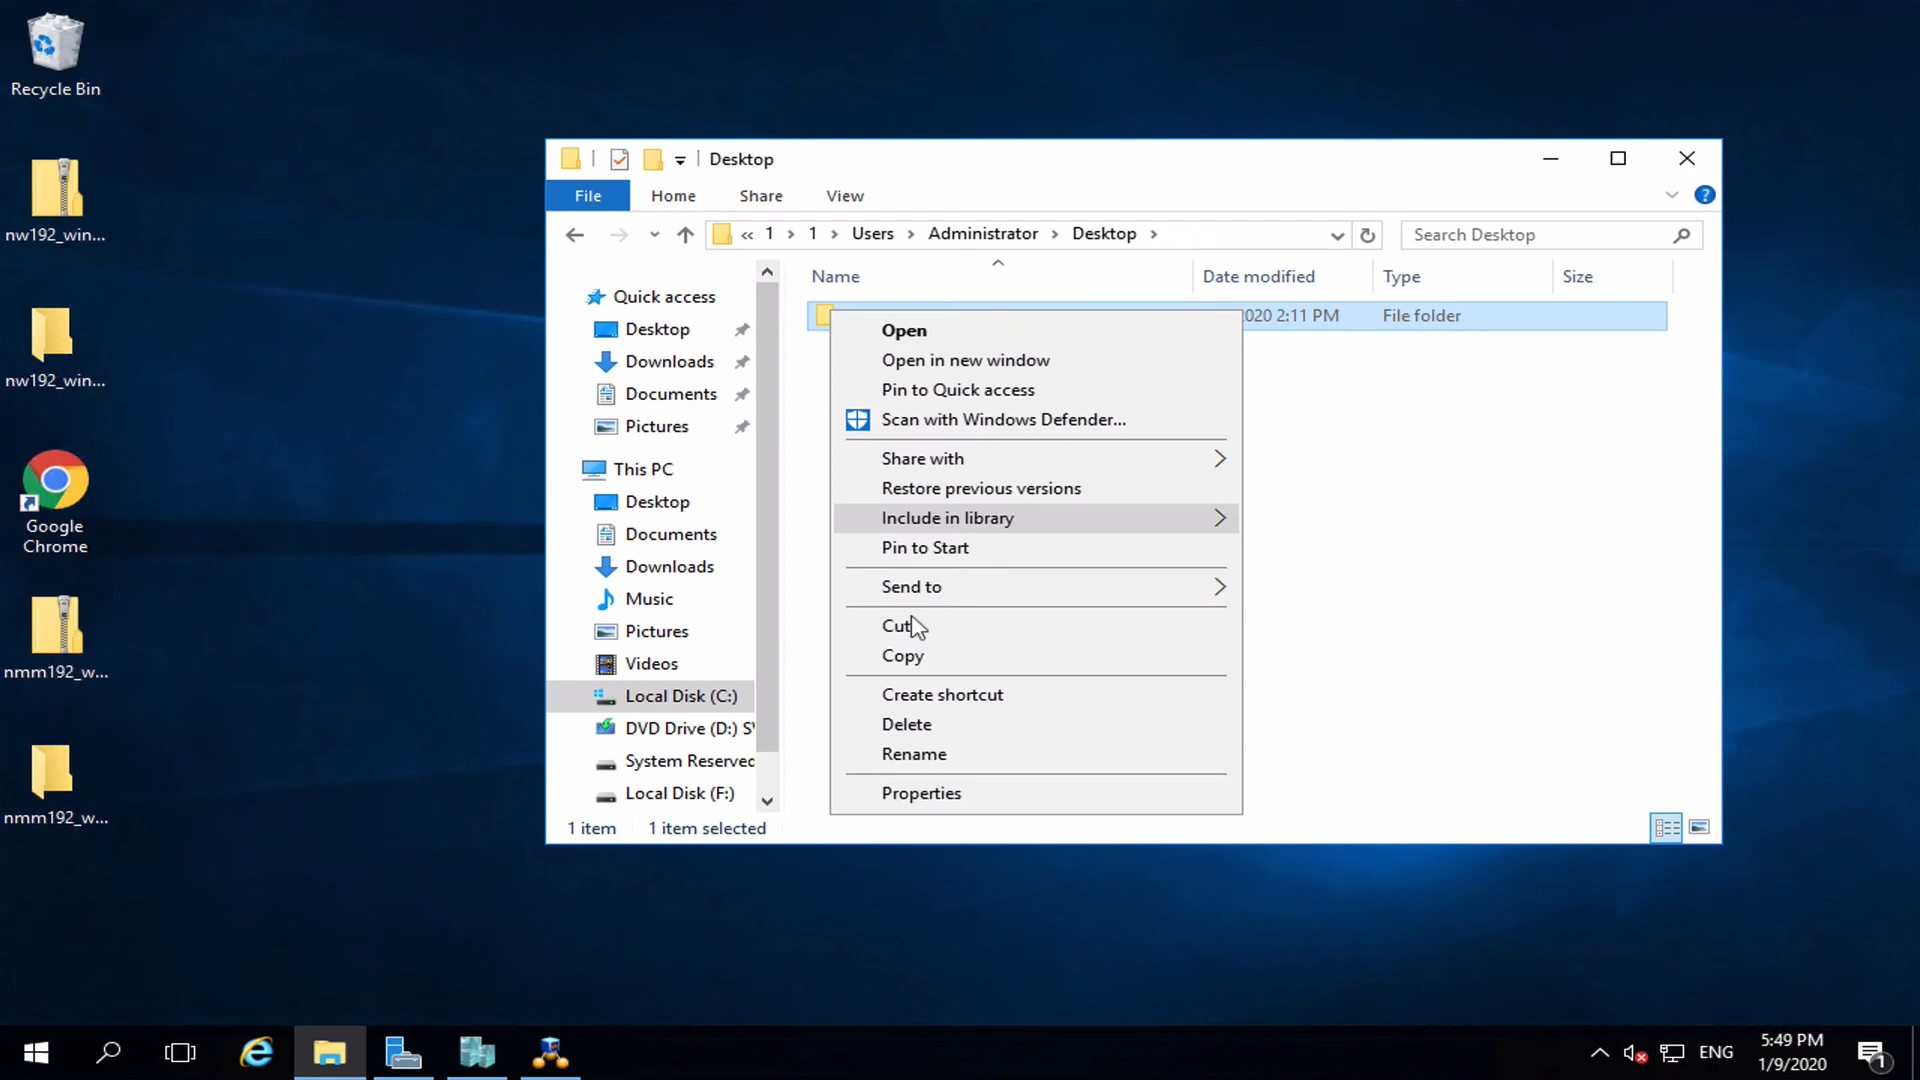 Recycle Bin
nw192_win...
nw192_win...
Google
Chrome
nmm192_w...
nmm192_w...
Desktop
File
Home
Share
View
«
1
1
Users
Administrator
Desktop
Search Desktop
Name
Date modified
Type
Size
020 2:11 PM
File folder
Quick access
Desktop
Downloads
Documents
Pictures
This PC
Desktop
Documents
Downloads
Music
Pictures
Videos
Local Disk (C:)
DVD Drive (D:) S
System Reserved
Local Disk (F:)
Open
Open in new window
Pin to Quick access
Scan with Windows Defender...
Share with
Restore previous versions
Include in library
Pin to Start
Send to
Cut
Copy
Create shortcut
Delete
Rename
Properties
1 item
1 item selected
ENG
5:49 PM
1/9/2020
1